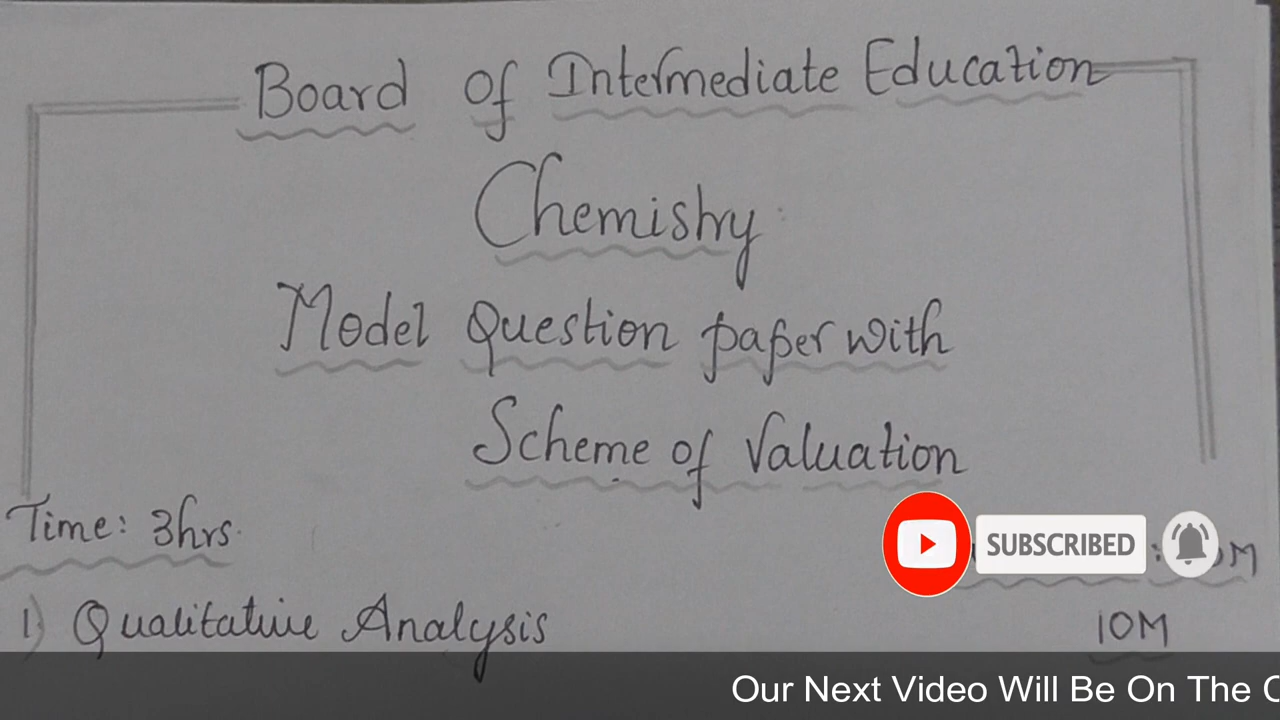 Board of Intermediate Education
Chemistry
Model Question paper with
Scheme of Valuation
Time: 3hrs.
SUBSCRIBED
: M
1) Qualitative Analysis 10M
Our Next Video Will Be On The